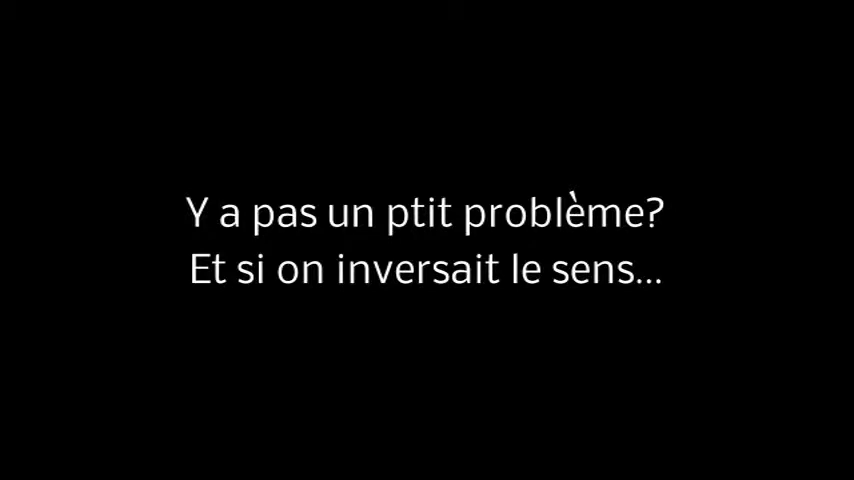 Y a pas un ptit problème?
Et si on inversait le sens...